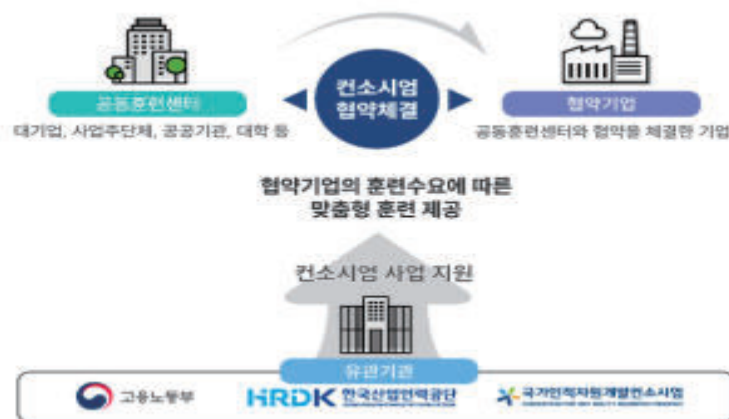 컨소시엄
협약체결
공동훈련센터
대기업, 사업주단체, 공공기관, 대학 등
협약기업
공동훈련센터와 협약을 체결한 기업
협약기업의 훈련수요에 따른
맞춤형 훈련 제공
컨소시엄 사업 지원
유관기관
고용노동부
HRDK 한국산업인력공단
국가인적자원개발컨소시엄